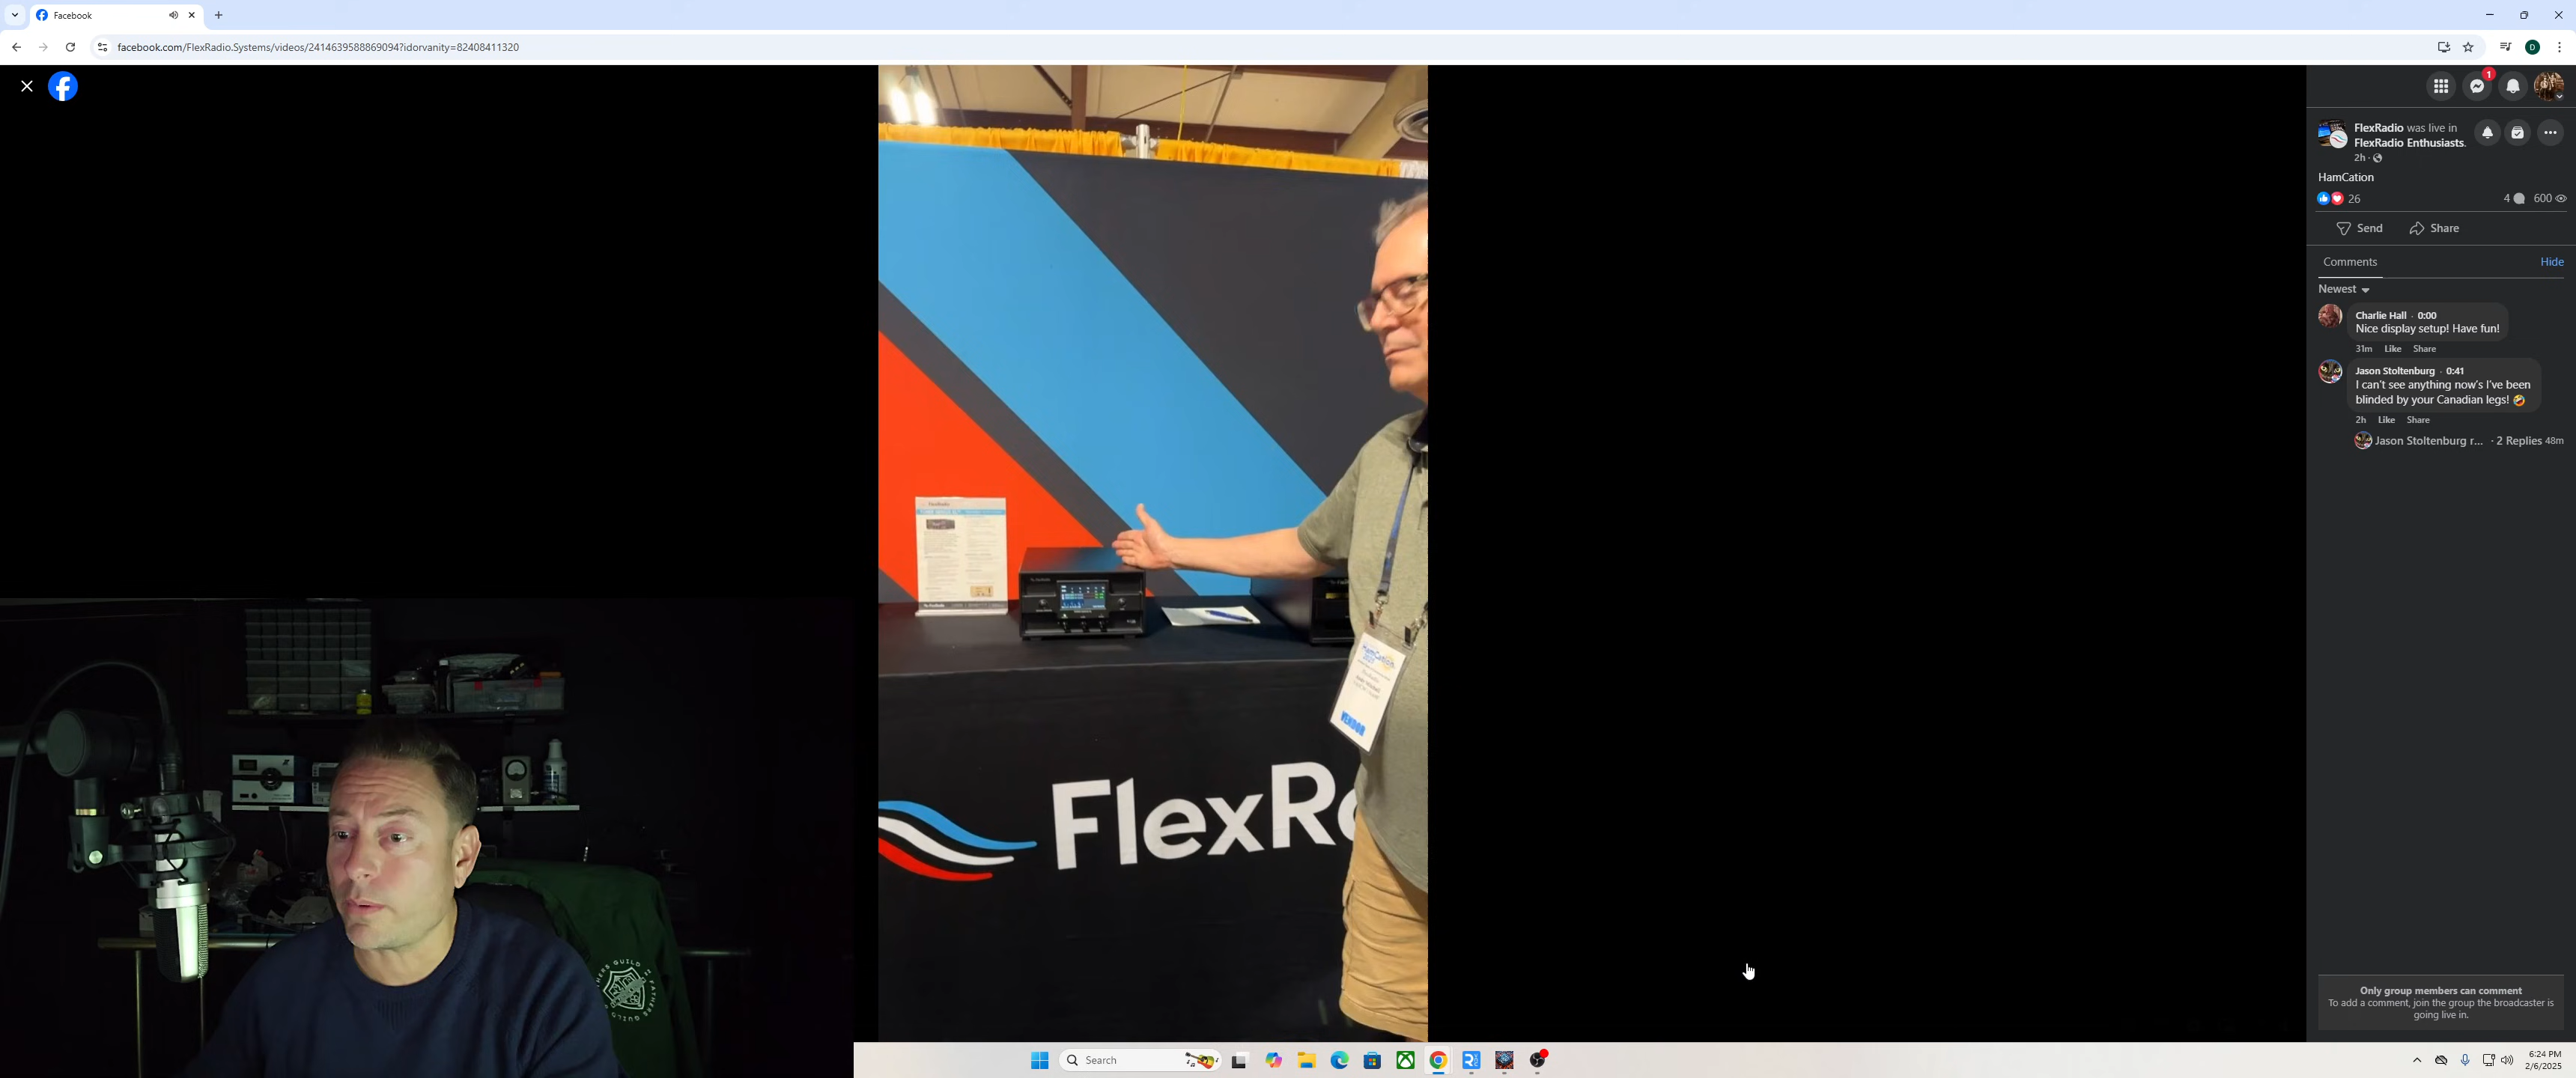 Facebook
facebook.com/FlexRadio.Systems/videos/2414639588869094?idorvanity=82408411320
D
1
FlexRadio was live in
FlexRadio Enthusiasts.
2h ·
HamCation
26
4
600
Send
Share
Comments
Hide
Newest
Charlie Hall · 0:00
Nice display setup! Have fun!
31m Like Share
Jason Stoltenburg · 0:41
I can't see anything now's I've been
blinded by your Canadian legs! 🤣
2h Like Share
Jason Stoltenburg r... · 2 Replies 48m
HamCation
VENDOR
FlexR
Only group members can comment
To add a comment, join the group the broadcaster is
going live in.
Search
6:24 PM
2/6/2025